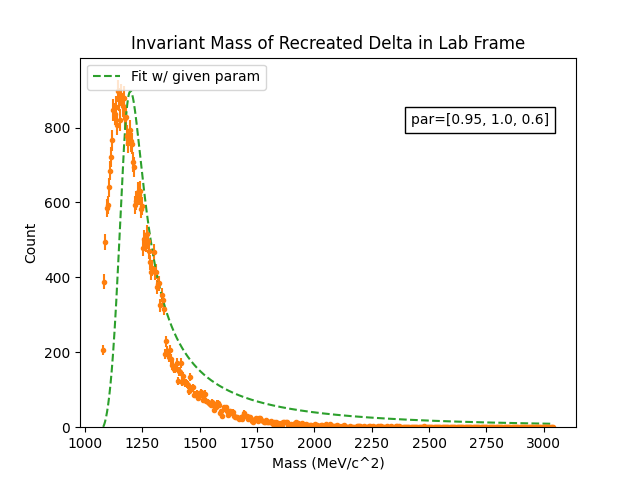 Invariant Mass of Recreated Delta in Lab Frame
Fit w/ given param
par=[0.95, 1.0, 0.6]
Count
800
600
400
200
0
1000 1250 1500 1750 2000 2250 2500 2750 3000
Mass (MeV/c^2)